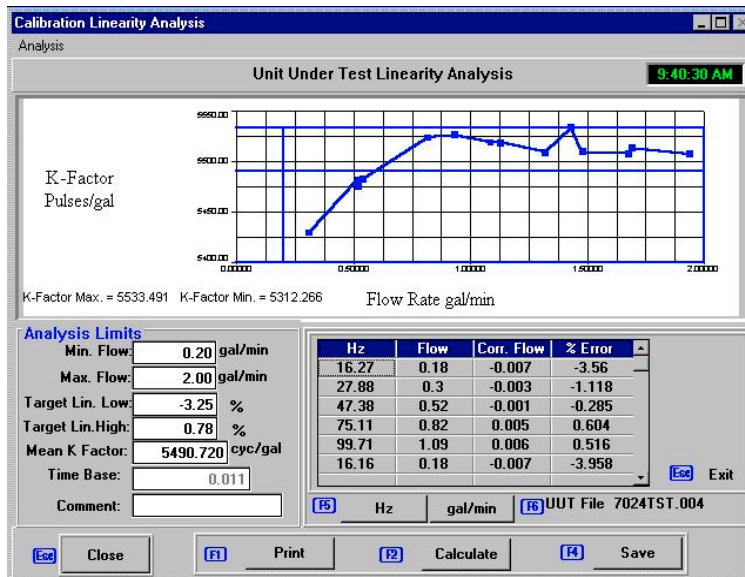 Calibration Linearity Analysis
Analysis
Unit Under Test Linearity Analysis
9:40:30 AM
K-Factor
Pulses/gal
5550.00
5500.00
5450.00
5400.00
0.00000 0.50000 1.00000 1.50000 2.00000
K-Factor Max. = 5533.491 K-Factor Min. = 5312.266 Flow Rate gal/min
Analysis Limits
Min. Flow: 0.20 gal/min
Max. Flow: 2.00 gal/min
Target Lin. Low: -3.25 %
Target Lin.High: 0.78 %
Mean K Factor: 5490.720 cyc/gal
Time Base: 0.011
Comment:
Hz Flow Corr. Flow % Error
16.27 0.18 -0.007 -3.56
27.88 0.3 -0.003 -1.118
47.38 0.52 -0.001 -0.285
75.11 0.82 0.005 0.604
99.71 1.09 0.006 0.516
16.16 0.18 -0.007 -3.958
Esc Exit
F5 Hz gal/min F6 UUT File 7024TST.004
Esc Close F1 Print F2 Calculate F4 Save